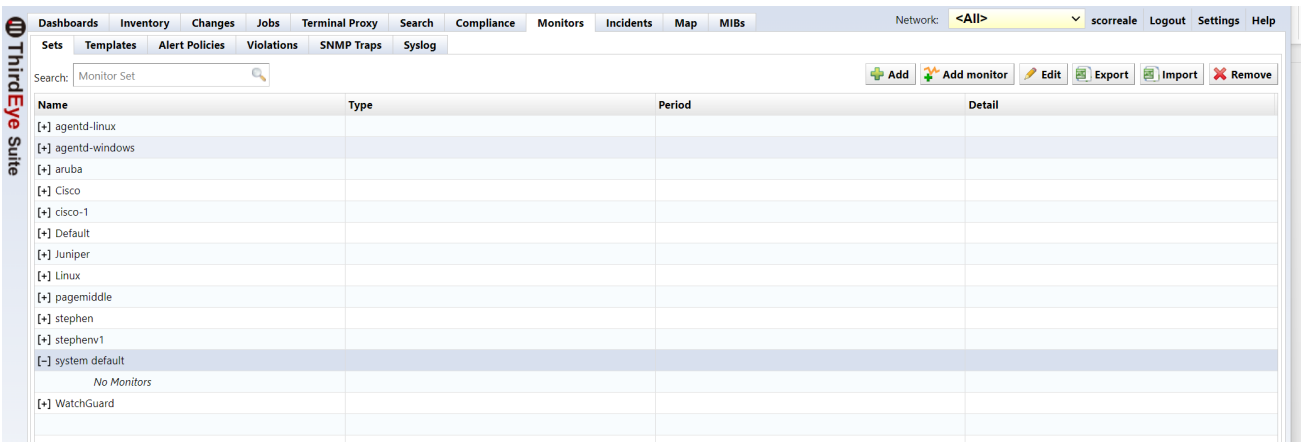 ThirdEye Suite
Dashboards Inventory Changes Jobs Terminal Proxy Search Compliance Monitors Incidents Map MIBs Network: <All> scorreale Logout Settings Help
Sets Templates Alert Policies Violations SNMP Traps Syslog
Search: Monitor Set Add Add monitor Edit Export Import Remove
Name Type Period Detail
[+] agentd-linux
[+] agentd-windows
[+] aruba
[+] Cisco
[+] cisco-1
[+] Default
[+] Juniper
[+] Linux
[+] pagemiddle
[+] stephen
[+] stephenv1
[−] system default
No Monitors
[+] WatchGuard